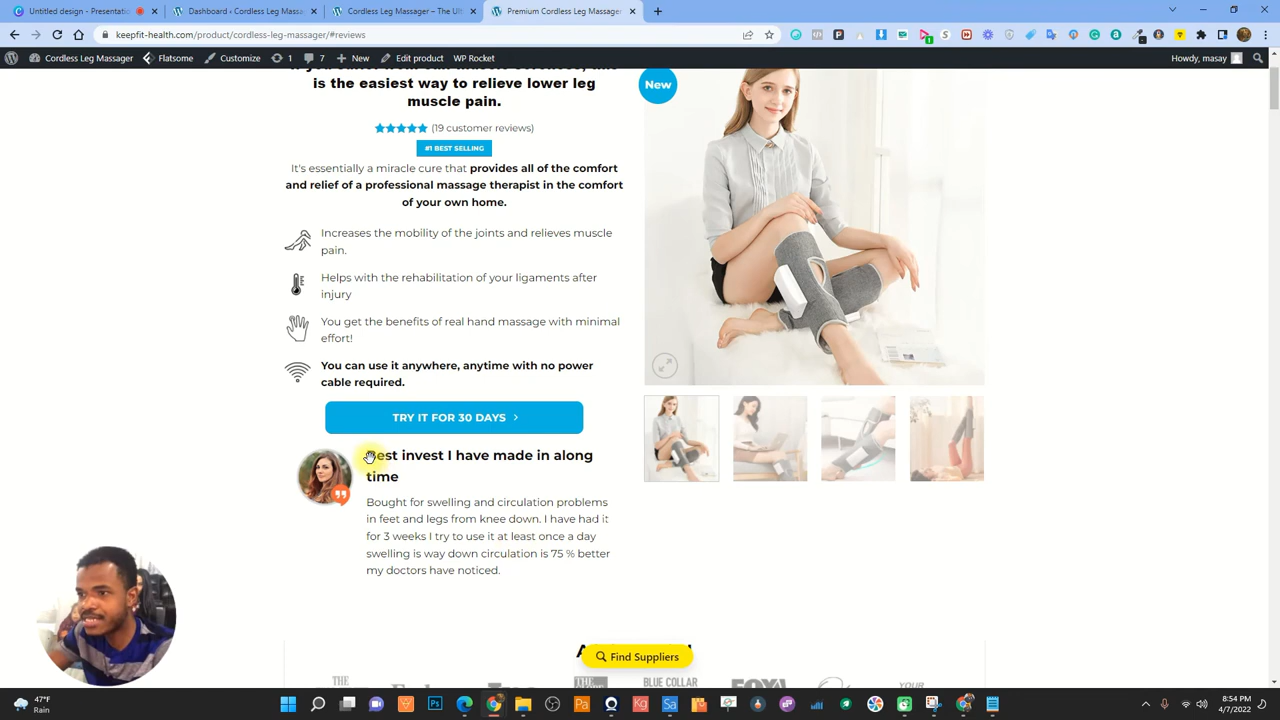 Untitled design - Presentati
Dashboard ‹ Cordless Leg Massa
Cordless Leg Massager – The Ult
Premium Cordless Leg Massager
keepfit-health.com/product/cordless-leg-massager/#reviews
Cordless Leg Massager
Flatsome
Customize
1
7
New
Edit product
WP Rocket
Howdy, masay
is the easiest way to relieve lower leg
muscle pain.
(19 customer reviews)
#1 BEST SELLING
It's essentially a miracle cure that provides all of the comfort
and relief of a professional massage therapist in the comfort
of your own home.
Increases the mobility of the joints and relieves muscle
pain.
Helps with the rehabilitation of your ligaments after
injury
You get the benefits of real hand massage with minimal
effort!
You can use it anywhere, anytime with no power
cable required.
TRY IT FOR 30 DAYS
Best invest I have made in along
time
Bought for swelling and circulation problems
in feet and legs from knee down. I have had it
for 3 weeks I try to use it at least once a day
swelling is way down circulation is 75 % better
my doctors have noticed.
New
Find Suppliers
THE
BLUE COLLAR
FOX
YOUR
47°F
Rain
8:54 PM
4/7/2022